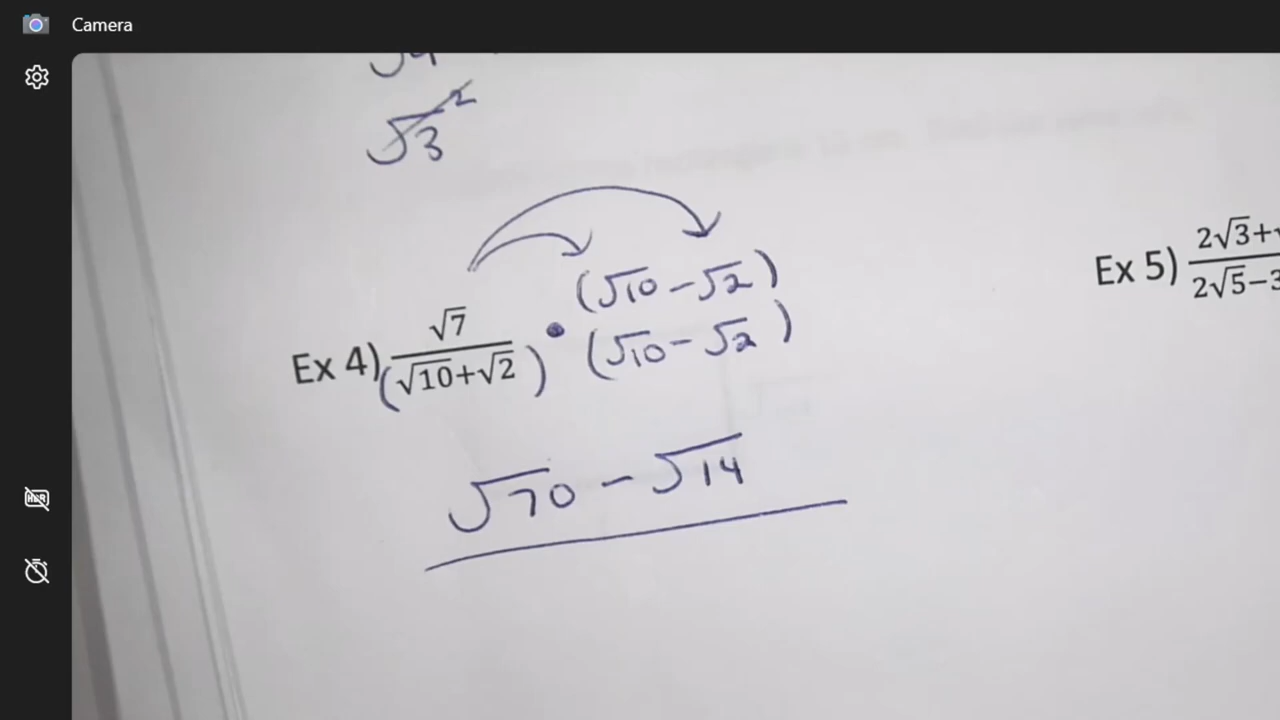 Camera
√3²
(√10 - √2)
Ex 4) √7 / (√10+√2) • (√10 - √2)
√70 - √14
Ex 5) 2√3+ / 2√5-3